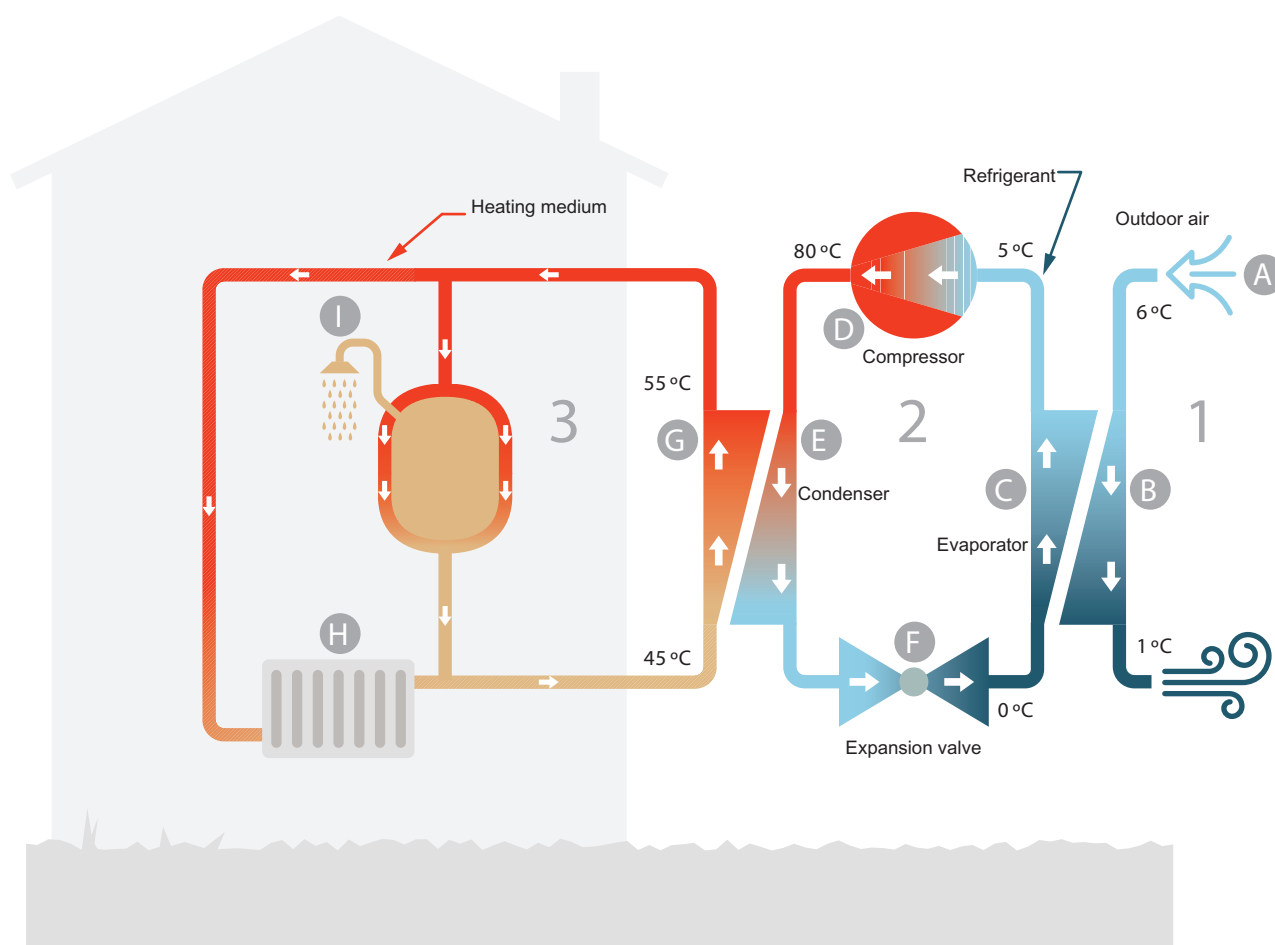 Refrigerant
Heating medium
Outdoor air
80 ºC
5 ºC
A
6 ºC
I
D
Compressor
55 ºC
3
2
1
G
E
Condenser
C
B
Evaporator
H
F
45 ºC
1 ºC
0 ºC
Expansion valve